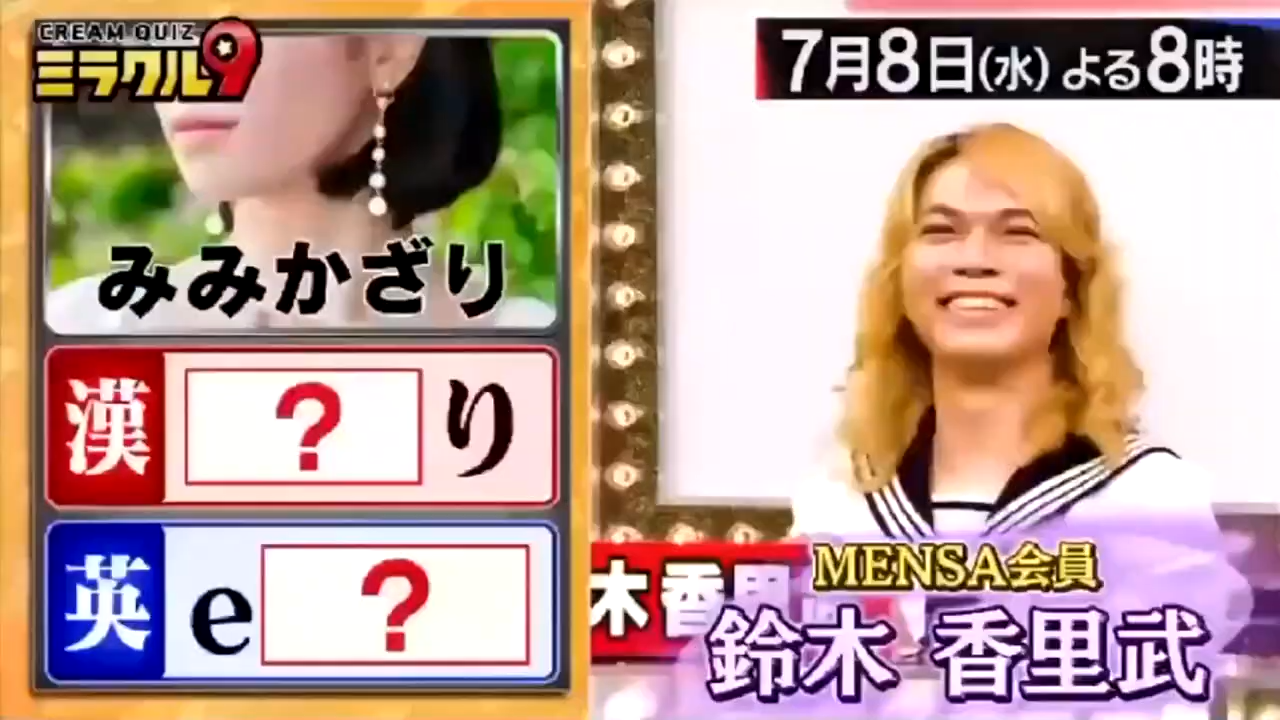 CREAM QUIZ
ミラクル9
7月8日(水)よる8時
みみかざり
漢 ? り
英 e ?
木香里
MENSA会員
鈴木 香里武